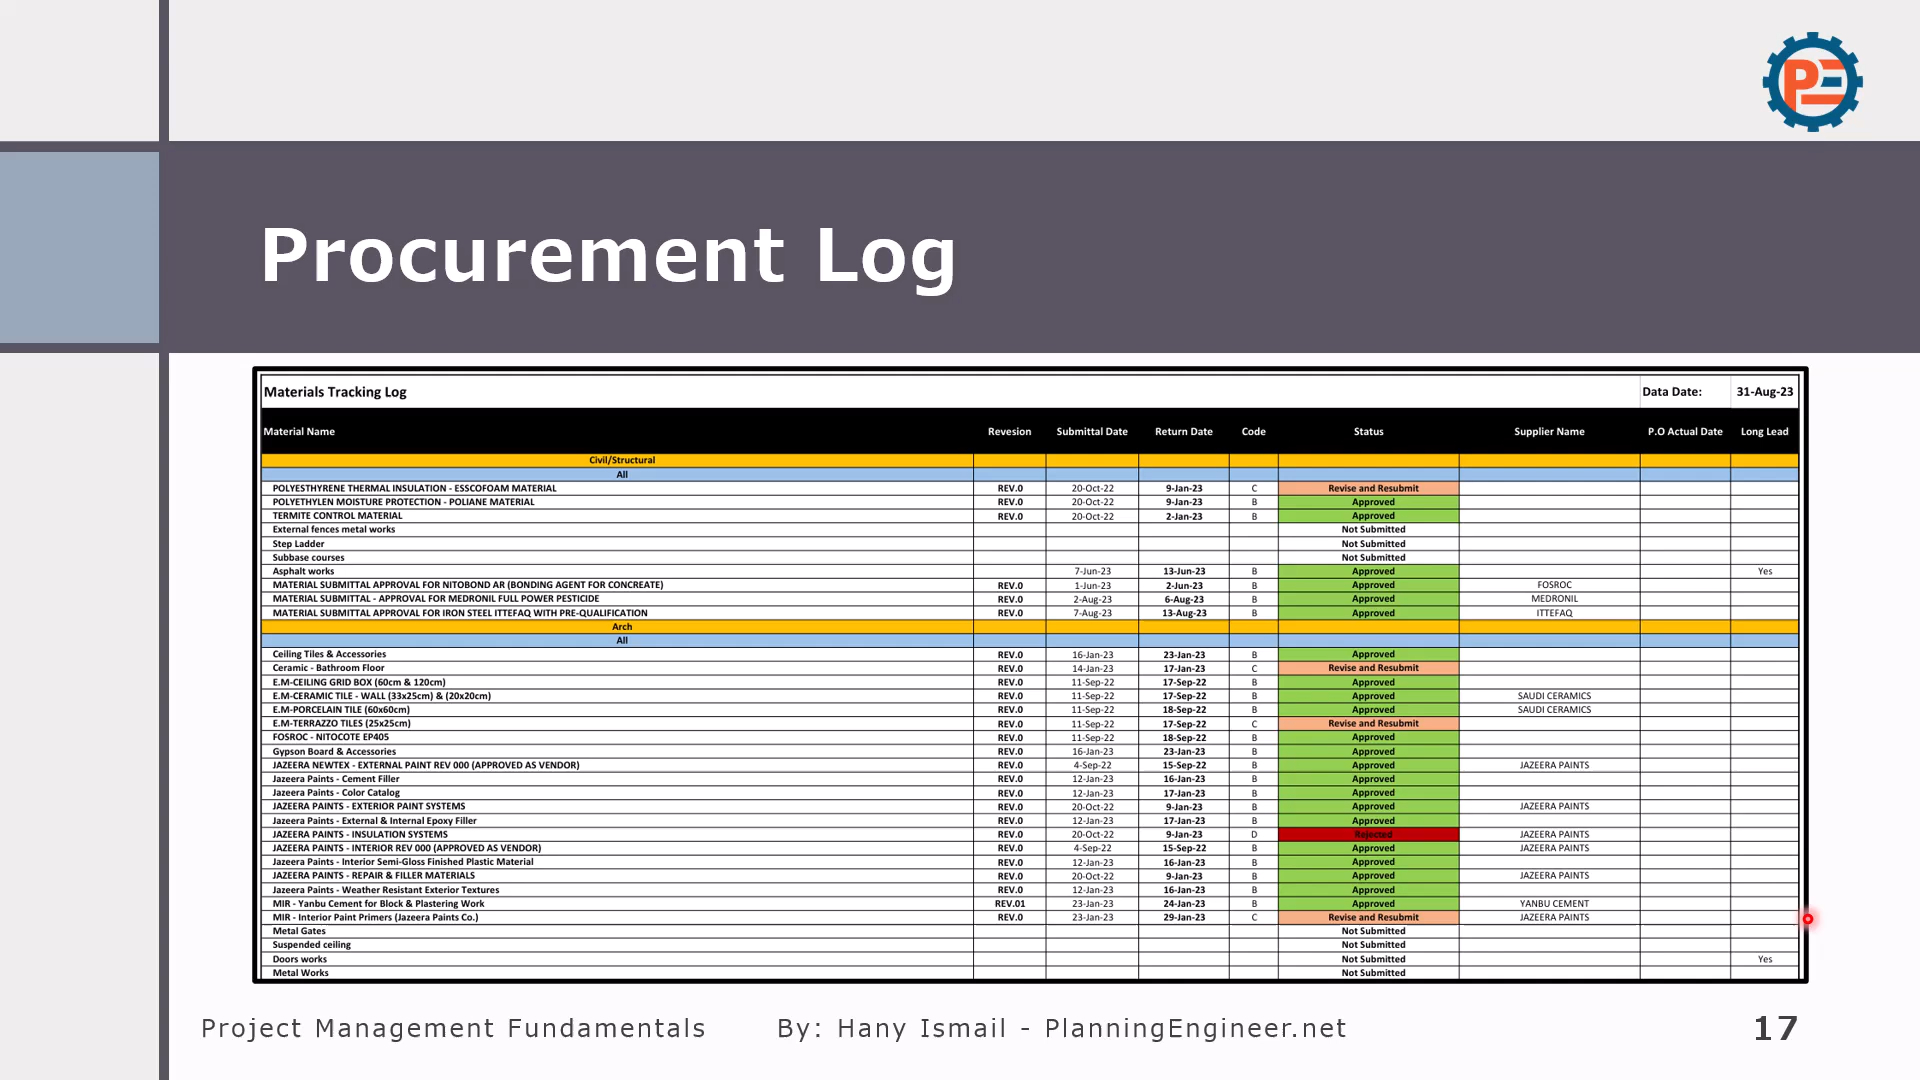 PE
Procurement Log
Materials Tracking Log Data Date: 31-Aug-23
Material Name Revesion Submittal Date Return Date Code Status Supplier Name P.O Actual Date Long Lead
Civil/Structural
All
POLYESTHYRENE THERMAL INSULATION - ESSCOFOAM MATERIAL REV.0 20-Oct-22 9-Jan-23 C Revise and Resubmit
POLYETHYLEN MOISTURE PROTECTION - POLIANE MATERIAL REV.0 20-Oct-22 9-Jan-23 B Approved
TERMITE CONTROL MATERIAL REV.0 20-Oct-22 2-Jan-23 B Approved
External fences metal works Not Submitted
Step Ladder Not Submitted
Subbase courses Not Submitted
Asphalt works 7-Jun-23 13-Jun-23 B Approved Yes
MATERIAL SUBMITTAL APPROVAL FOR NITOBOND AR (BONDING AGENT FOR CONCREATE) REV.0 1-Jun-23 2-Jun-23 B Approved FOSROC
MATERIAL SUBMITTAL - APPROVAL FOR MEDRONIL FULL POWER PESTICIDE REV.0 2-Aug-23 6-Aug-23 B Approved MEDRONIL
MATERIAL SUBMITTAL APPROVAL FOR IRON STEEL ITTEFAQ WITH PRE-QUALIFICATION REV.0 7-Aug-23 13-Aug-23 B Approved ITTEFAQ
Arch
All
Ceiling Tiles & Accessories REV.0 16-Jan-23 23-Jan-23 B Approved
Ceramic - Bathroom Floor REV.0 14-Jan-23 17-Jan-23 C Revise and Resubmit
E.M-CEILING GRID BOX (60cm & 120cm) REV.0 11-Sep-22 17-Sep-22 B Approved
E.M-CERAMIC TILE - WALL (33x25cm) & (20x20cm) REV.0 11-Sep-22 17-Sep-22 B Approved SAUDI CERAMICS
E.M-PORCELAIN TILE (60x60cm) REV.0 11-Sep-22 18-Sep-22 B Approved SAUDI CERAMICS
E.M-TERRAZZO TILES (25x25cm) REV.0 11-Sep-22 17-Sep-22 C Revise and Resubmit
FOSROC - NITOCOTE EP405 REV.0 11-Sep-22 18-Sep-22 B Approved
Gypson Board & Accessories REV.0 16-Jan-23 23-Jan-23 B Approved
JAZEERA NEWTEX - EXTERNAL PAINT REV 000 (APPROVED AS VENDOR) REV.0 4-Sep-22 15-Sep-22 B Approved JAZEERA PAINTS
Jazeera Paints - Cement Filler REV.0 12-Jan-23 16-Jan-23 B Approved
Jazeera Paints - Color Catalog REV.0 12-Jan-23 17-Jan-23 B Approved
JAZEERA PAINTS - EXTERIOR PAINT SYSTEMS REV.0 20-Oct-22 9-Jan-23 B Approved JAZEERA PAINTS
Jazeera Paints - External & Internal Epoxy Filler REV.0 12-Jan-23 17-Jan-23 B Approved
JAZEERA PAINTS - INSULATION SYSTEMS REV.0 20-Oct-22 9-Jan-23 D Rejected JAZEERA PAINTS
JAZEERA PAINTS - INTERIOR REV 000 (APPROVED AS VENDOR) REV.0 4-Sep-22 15-Sep-22 B Approved JAZEERA PAINTS
Jazeera Paints - Interior Semi-Gloss Finished Plastic Material REV.0 12-Jan-23 16-Jan-23 B Approved
JAZEERA PAINTS - REPAIR & FILLER MATERIALS REV.0 20-Oct-22 9-Jan-23 B Approved JAZEERA PAINTS
Jazeera Paints - Weather Resistant Exterior Textures REV.0 12-Jan-23 16-Jan-23 B Approved
MIR - Yanbu Cement for Block & Plastering Work REV.01 23-Jan-23 24-Jan-23 B Approved YANBU CEMENT
MIR - Interior Paint Primers (Jazeera Paints Co.) REV.0 23-Jan-23 29-Jan-23 C Revise and Resubmit JAZEERA PAINTS
Metal Gates Not Submitted
Suspended ceiling Not Submitted
Doors works Not Submitted Yes
Metal Works Not Submitted
Project Management Fundamentals By: Hany Ismail - PlanningEngineer.net 17